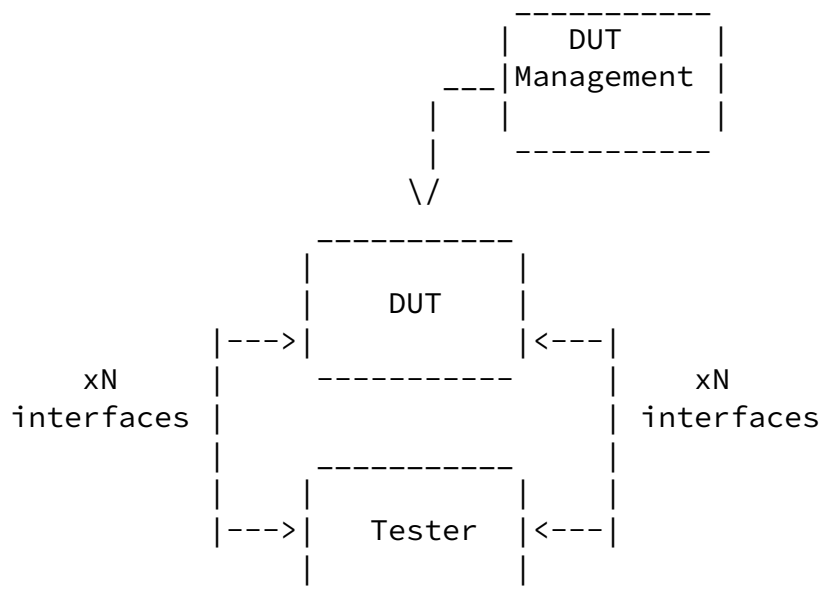 DUT
Management
DUT
xN
interfaces
xN
interfaces
Tester